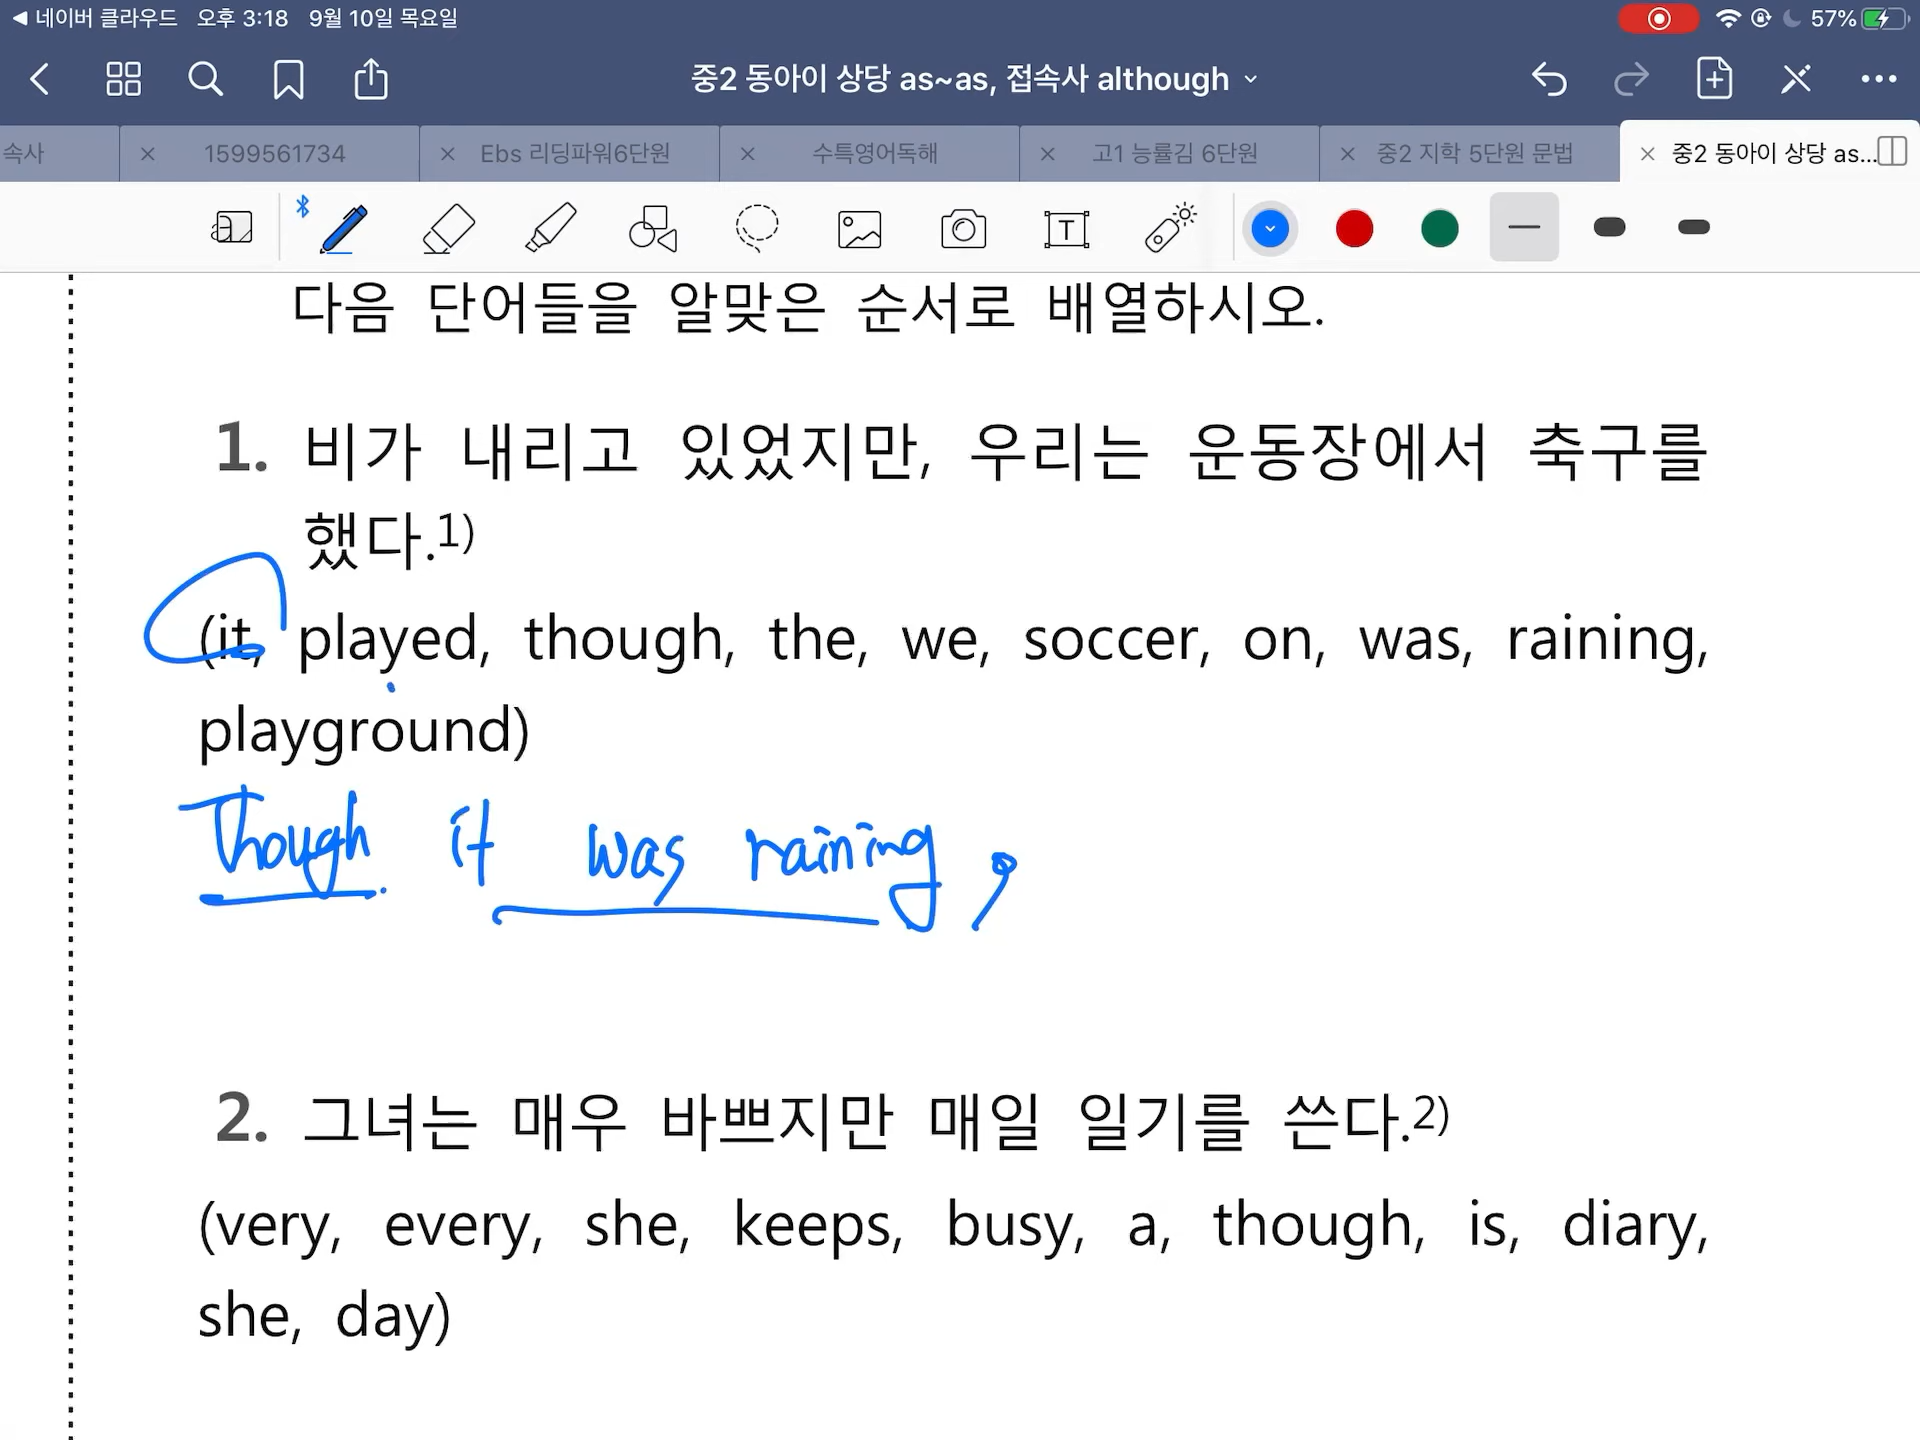 네이버 클라우드 오후 3:18 9월 10일 목요일 57%
중2 동아이 상당 as~as, 접속사 although
속사 1599561734 Ebs 리딩파워6단원 수특영어독해 고1 능률김 6단원 중2 지학 5단원 문법 중2 동아이 상당 as...
다음 단어들을 알맞은 순서로 배열하시오.
1. 비가 내리고 있었지만, 우리는 운동장에서 축구를
했다.1)
(it, played, though, the, we, soccer, on, was, raining,
playground)
Though it was raining,
2. 그녀는 매우 바쁘지만 매일 일기를 쓴다.2)
(very, every, she, keeps, busy, a, though, is, diary,
she, day)